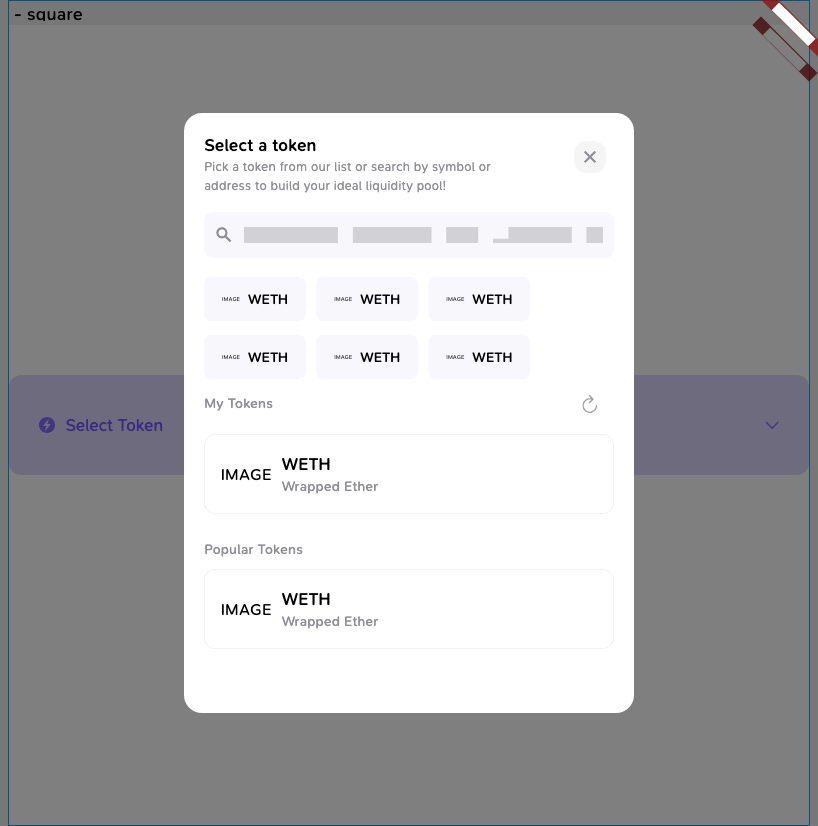 - square
Select a token
Pick a token from our list or search by symbol or
address to build your ideal liquidity pool!
IMAGE WETH IMAGE WETH IMAGE WETH
IMAGE WETH IMAGE WETH IMAGE WETH
My Tokens
Select Token
IMAGE WETH
Wrapped Ether
Popular Tokens
IMAGE WETH
Wrapped Ether